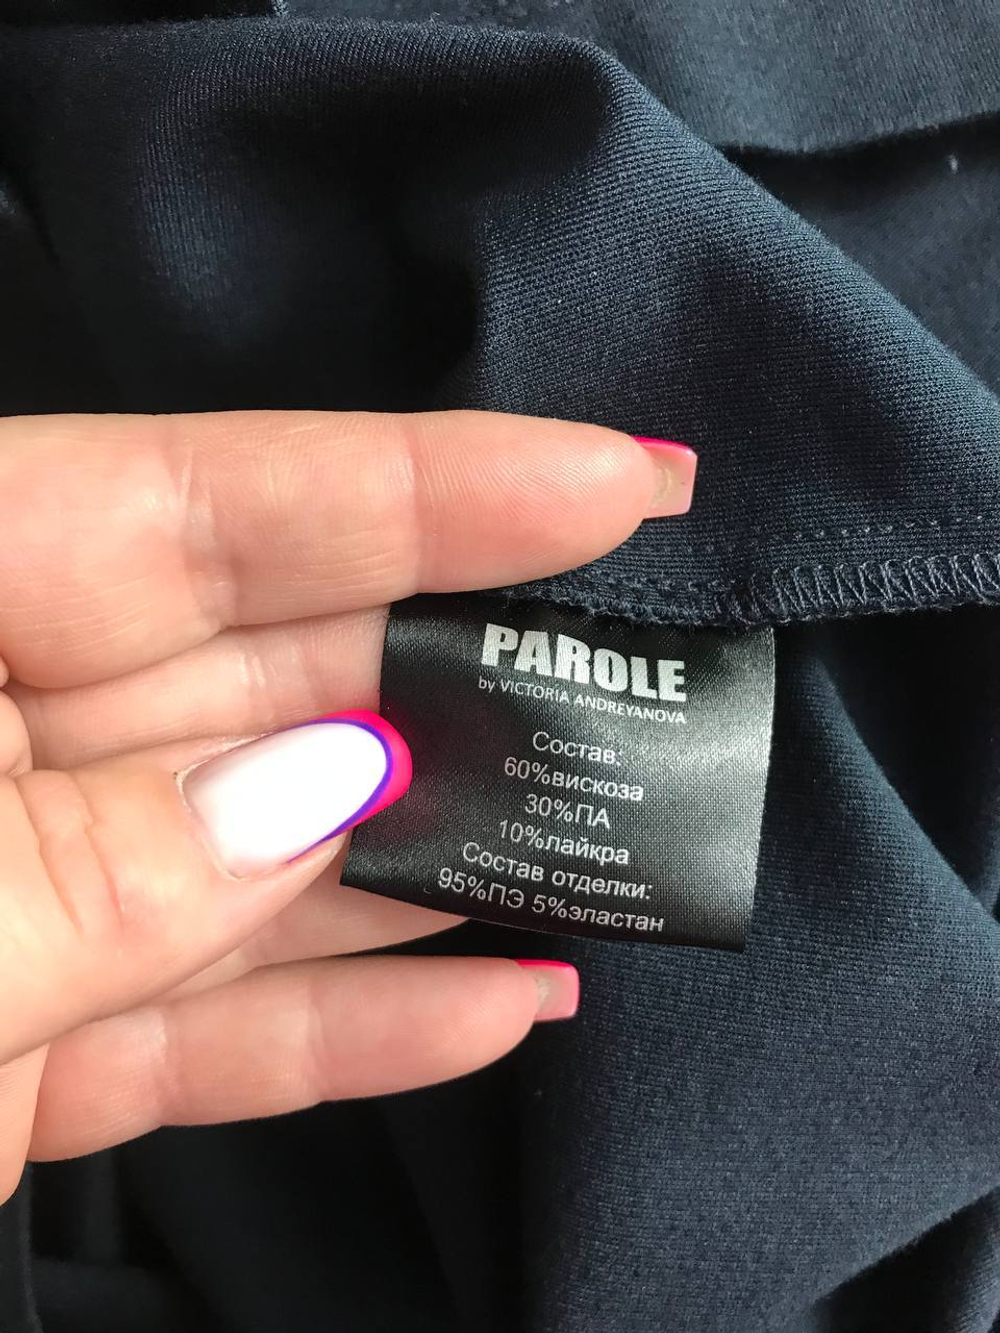 PAROLE
by VICTORIA ANDREYANOVA
Состав:
60%вискоза
30%ПА
10%лайкра
Состав отделки:
95%ПЭ 5%эластан